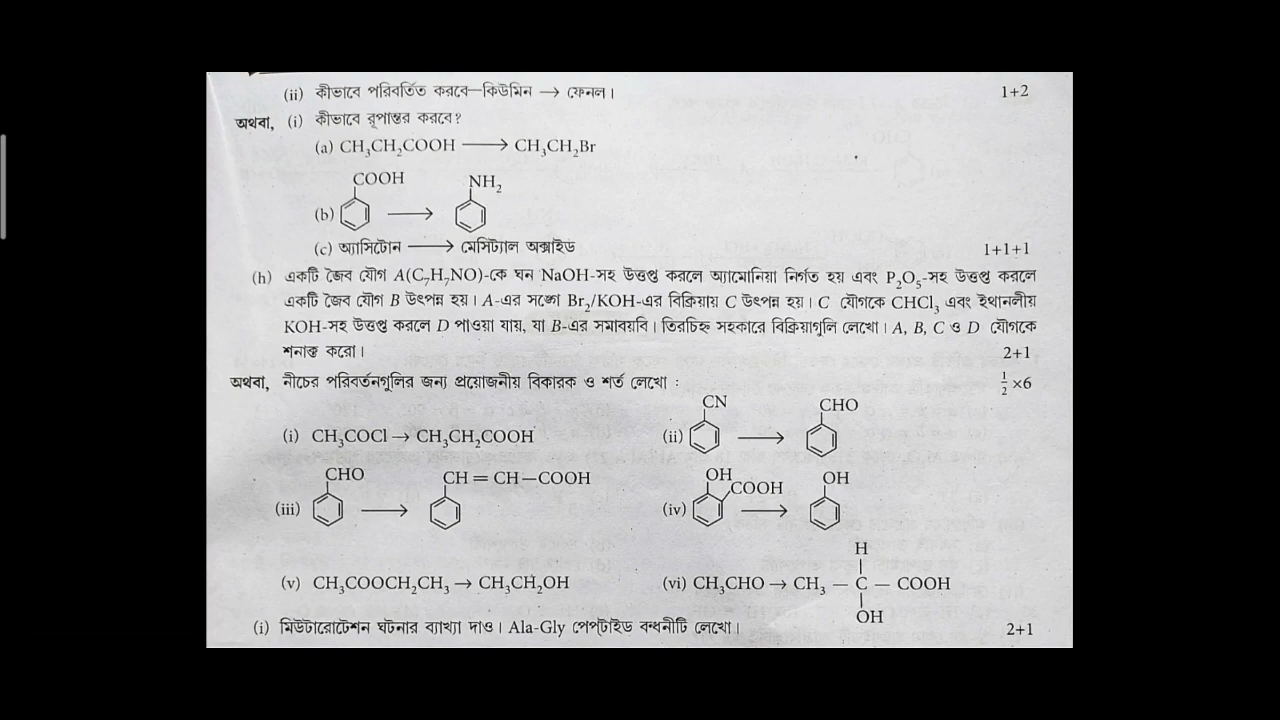 (ii) কীভাবে পরিবর্তিত করবে—কিউমিন → ফেনল। 1+2
অথবা, (i) কীভাবে রূপান্তর করবে?
(a) CH₃CH₂COOH ⟶ CH₃CH₂Br
COOH NH₂
(b) ⟶
(c) অ্যাসিটোন ⟶ মেসিট্যাল অক্সাইড 1+1+1
(h) একটি জৈব যৌগ A(C₇H₇NO)-কে ঘন NaOH-সহ উত্তপ্ত করলে অ্যামোনিয়া নির্গত হয় এবং P₂O₅-সহ উত্তপ্ত করলে
একটি জৈব যৌগ B উৎপন্ন হয়। A-এর সঙ্গে Br₂/KOH-এর বিক্রিয়ায় C উৎপন্ন হয়। C যৌগকে CHCl₃ এবং ইথানলীয়
KOH-সহ উত্তপ্ত করলে D পাওয়া যায়, যা B-এর সমাবয়বি। তিরচিহ্ন সহকারে বিক্রিয়াগুলি লেখো। A, B, C ও D যৌগকে
শনাক্ত করো। 2+1
অথবা, নীচের পরিবর্তনগুলির জন্য প্রয়োজনীয় বিকারক ও শর্ত লেখো : ½×6
CN CHO
(i) CH₃COCl → CH₃CH₂COOH (ii) ⟶
CHO CH = CH—COOH OH COOH OH
(iii) ⟶ (iv) ⟶
H
(v) CH₃COOCH₂CH₃ → CH₃CH₂OH (vi) CH₃CHO → CH₃ — C — COOH
OH
(i) মিউটারোটেশন ঘটনার ব্যাখ্যা দাও। Ala-Gly পেপ্টাইড বন্ধনীটি লেখো। 2+1